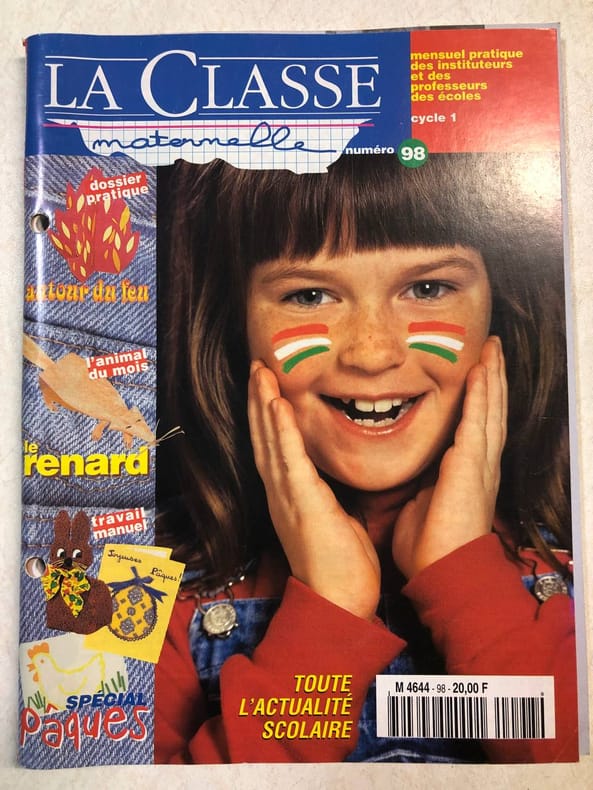 LA CLASSE
maternelle
mensuel pratique
des instituteurs
et des
professeurs
des écoles
cycle 1
numéro 98
dossier
pratique
autour du feu
l'animal
du mois
le
renard
travail
manuel
Joyeuses
Pâques!
SPÉCIAL
Pâques
TOUTE
L'ACTUALITÉ
SCOLAIRE
M 4644 - 98 - 20,00 F